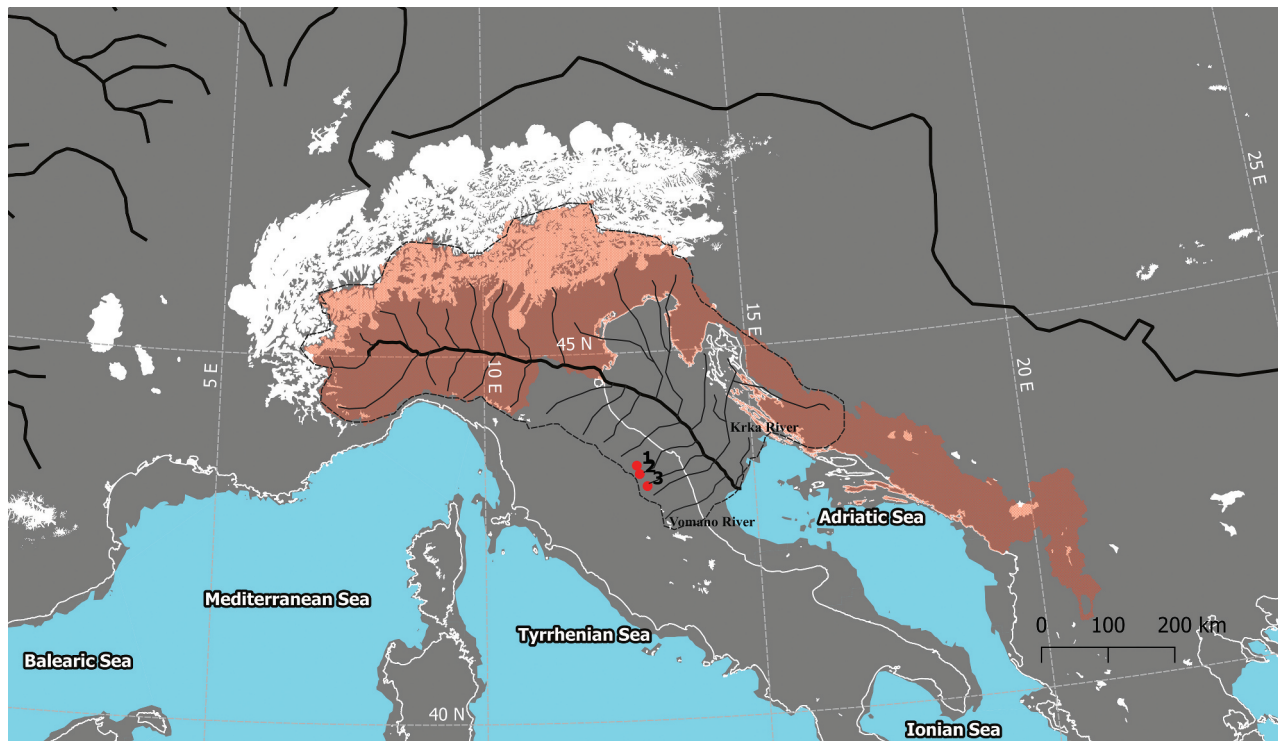 25 E
15 E
45 N
5 E
10 E
20 E
Krka River
1
2
3
Vomano River
Adriatic Sea
Mediterranean Sea
0 100 200 km
Tyrrhenian Sea
Balearic Sea
40 N
Ionian Sea